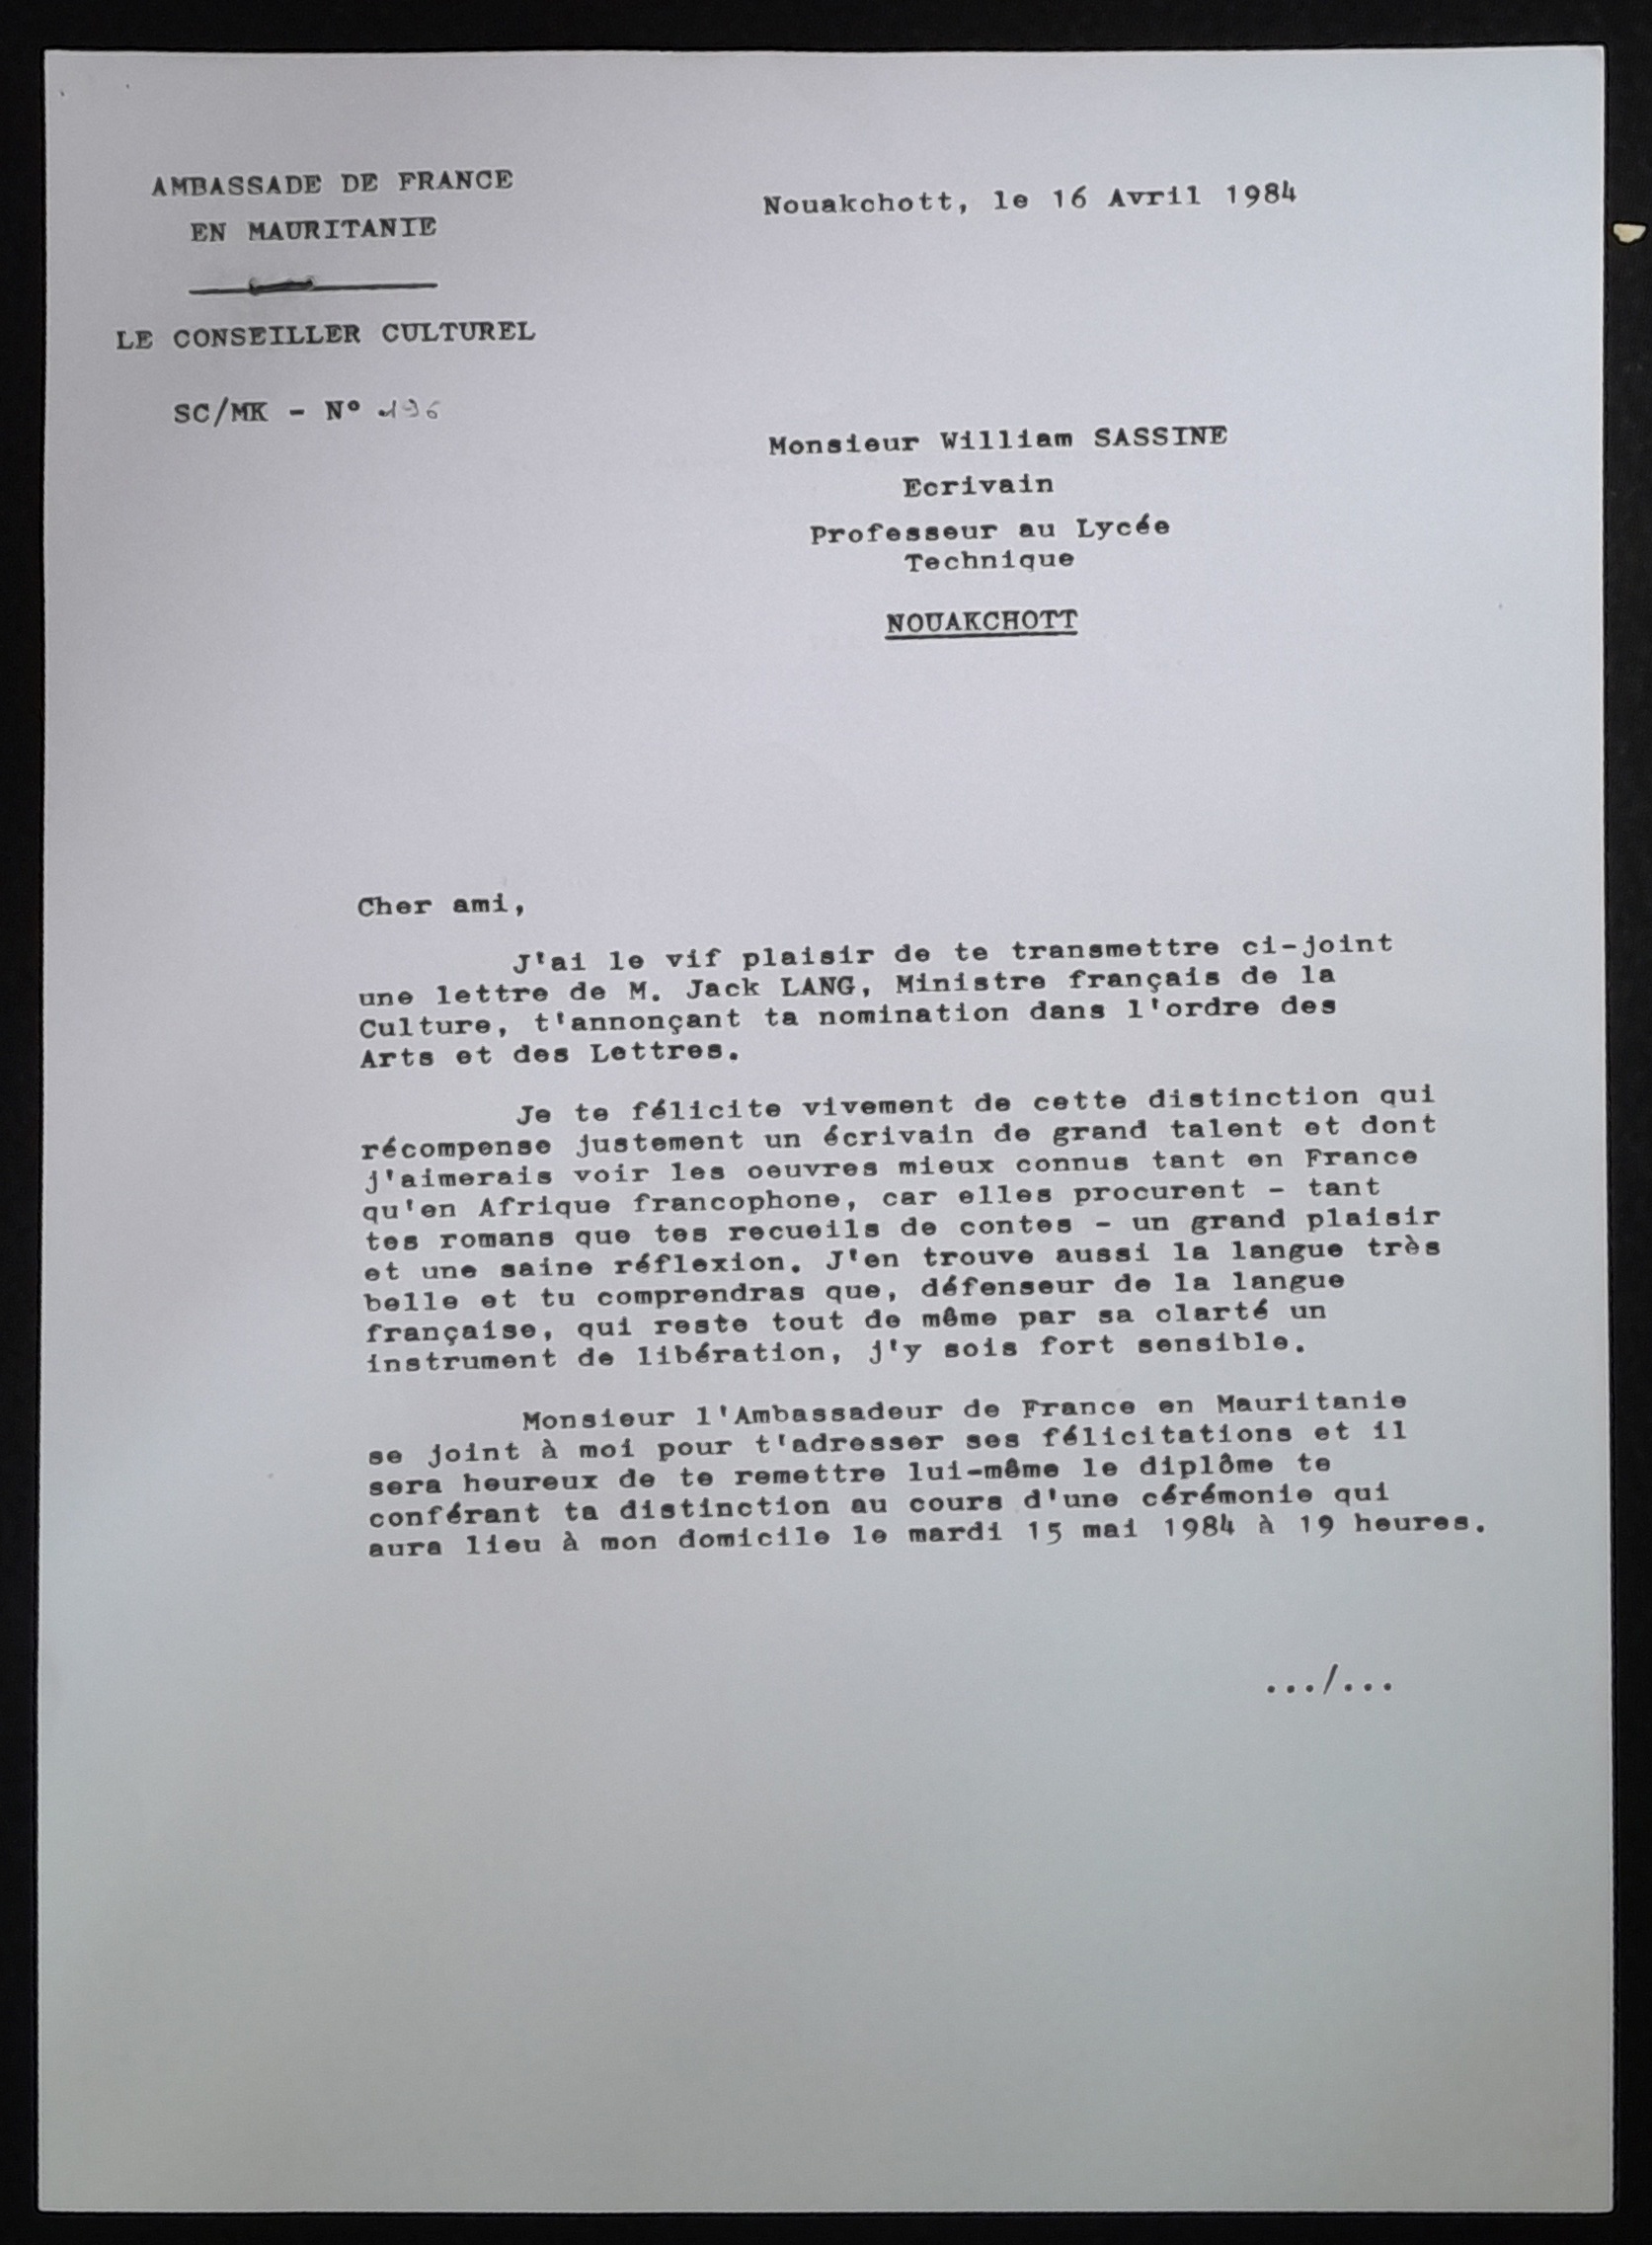 AMBASSADE DE FRANCE
EN MAURITANIE
LE CONSEILLER CULTUREL
SC/MK - N° 196
Nouakchott, le 16 Avril 1984
Monsieur William SASSINE
Ecrivain
Professeur au Lycée
Technique
NOUAKCHOTT
Cher ami,
J'ai le vif plaisir de te transmettre ci-joint
une lettre de M. Jack LANG, Ministre français de la
Culture, t'annonçant ta nomination dans l'ordre des
Arts et des Lettres.
Je te félicite vivement de cette distinction qui
récompense justement un écrivain de grand talent et dont
j'aimerais voir les oeuvres mieux connus tant en France
qu'en Afrique francophone, car elles procurent - tant
tes romans que tes recueils de contes - un grand plaisir
et une saine réflexion. J'en trouve aussi la langue très
belle et tu comprendras que, défenseur de la langue
française, qui reste tout de même par sa clarté un
instrument de libération, j'y sois fort sensible.
Monsieur l'Ambassadeur de France en Mauritanie
se joint à moi pour t'adresser ses félicitations et il
sera heureux de te remettre lui-même le diplôme te
conférant ta distinction au cours d'une cérémonie qui
aura lieu à mon domicile le mardi 15 mai 1984 à 19 heures.
.../...